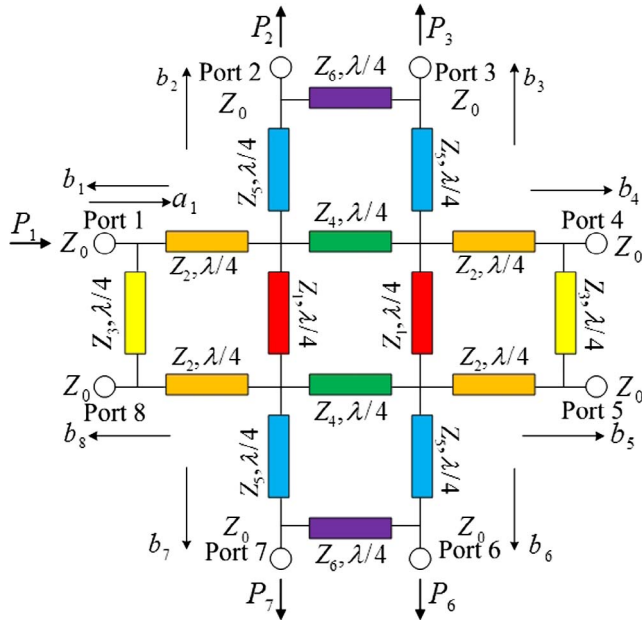 P₂ P₃
b₂ Port 2 Z₆, λ/4 Port 3 b₃
Z₀ Z₀
Z₅, λ/4 Z₅, λ/4
b₁
a₁
b₄
P₁ Port 1 Z₄, λ/4 Port 4
Z₀ Z₂, λ/4 Z₂, λ/4 Z₀
Z₃, λ/4 Z₁, λ/4 Z₁, λ/4 Z₃, λ/4
Z₂, λ/4 Z₂, λ/4
Z₀ Z₀
Port 8 Z₄, λ/4 Port 5
b₈ b₅
Z₅, λ/4 Z₅, λ/4
Z₀ Z₀
b₇ Port 7 Z₆, λ/4 Port 6 b₆
P₇ P₆